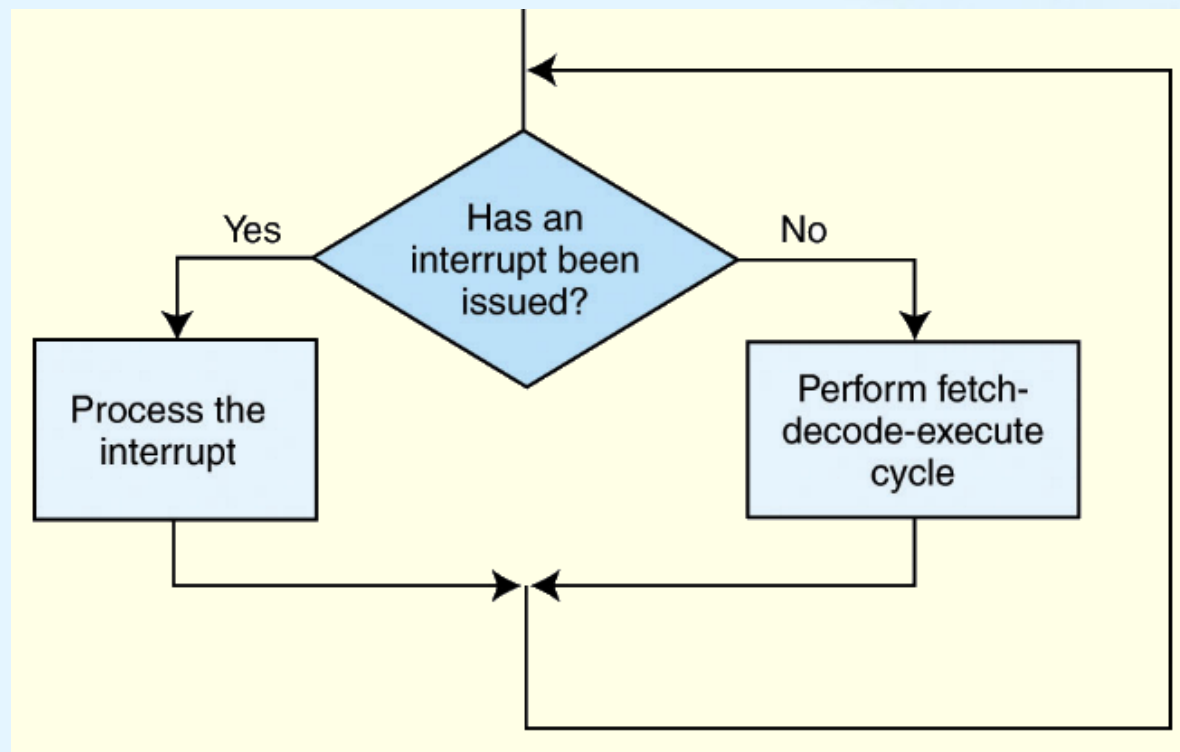 Has an
interrupt been
issued?
Yes
No
Process the
interrupt
Perform fetch-
decode-execute
cycle